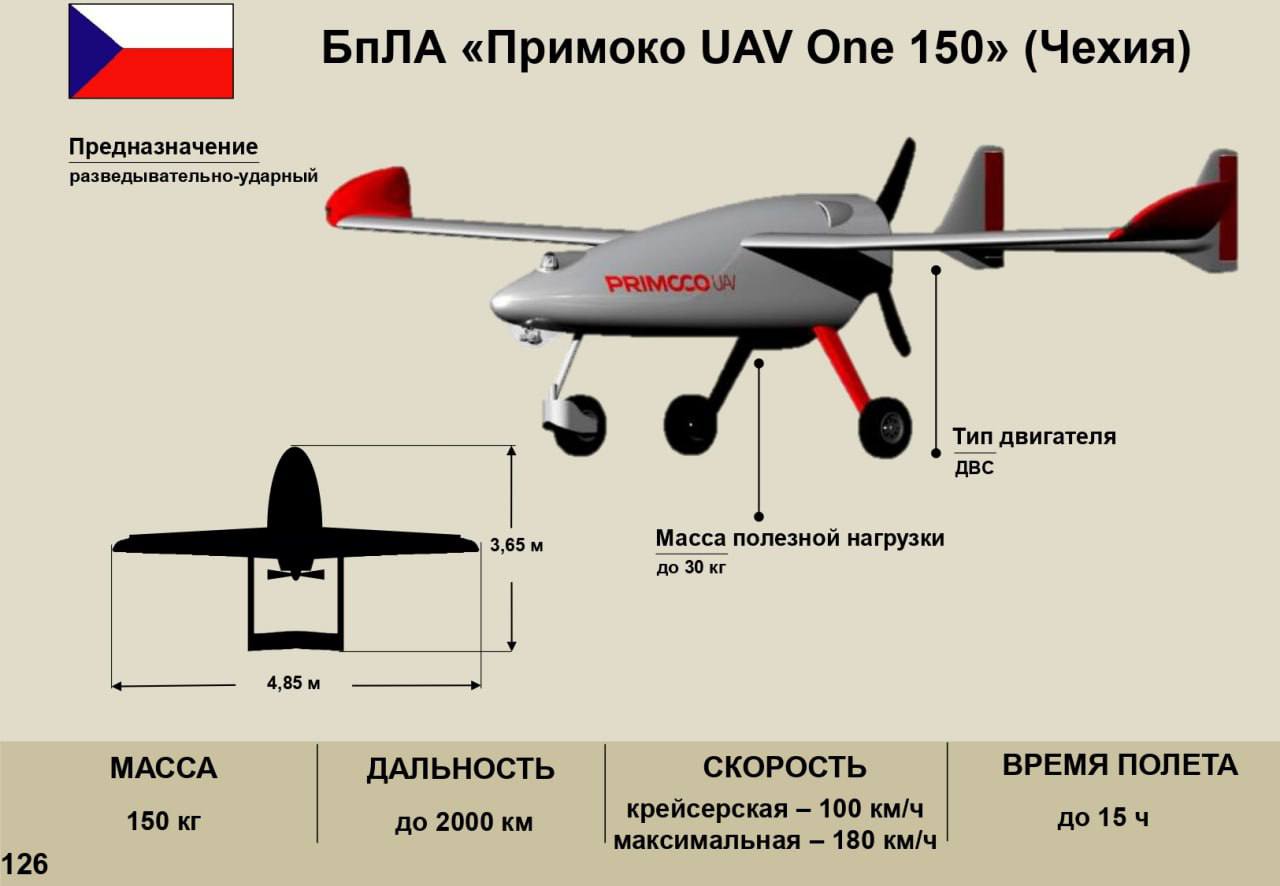 БпЛА «Примоко UAV One 150» (Чехия)
Предназначение
разведывательно-ударный
PRIMOCO UAV
Тип двигателя
ДВС
Масса полезной нагрузки
до 30 кг
3,65 м
4,85 м
МАССА
150 кг
ДАЛЬНОСТЬ
до 2000 км
СКОРОСТЬ
крейсерская – 100 км/ч
максимальная – 180 км/ч
ВРЕМЯ ПОЛЕТА
до 15 ч
126